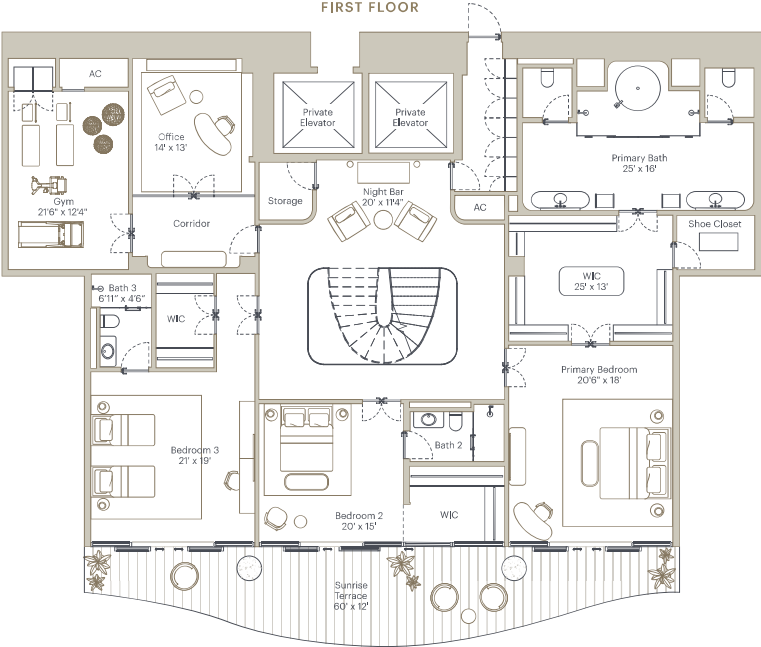 FIRST FLOOR
AC
Private
Elevator
Private
Elevator
Office
14' x 13'
Primary Bath
25' x 16'
Gym
21'6" x 12'4"
Storage
Night Bar
20' x 11'4"
AC
Corridor
Shoe Closet
Bath 3
6'11” x 4’6”
WIC
WIC
25' x 13'
Primary Bedroom
20'6" x 18'
Bedroom 3
21' x 19'
Bath 2
Bedroom 2
20' x 15'
WIC
Sunrise
Terrace
60' x 12'